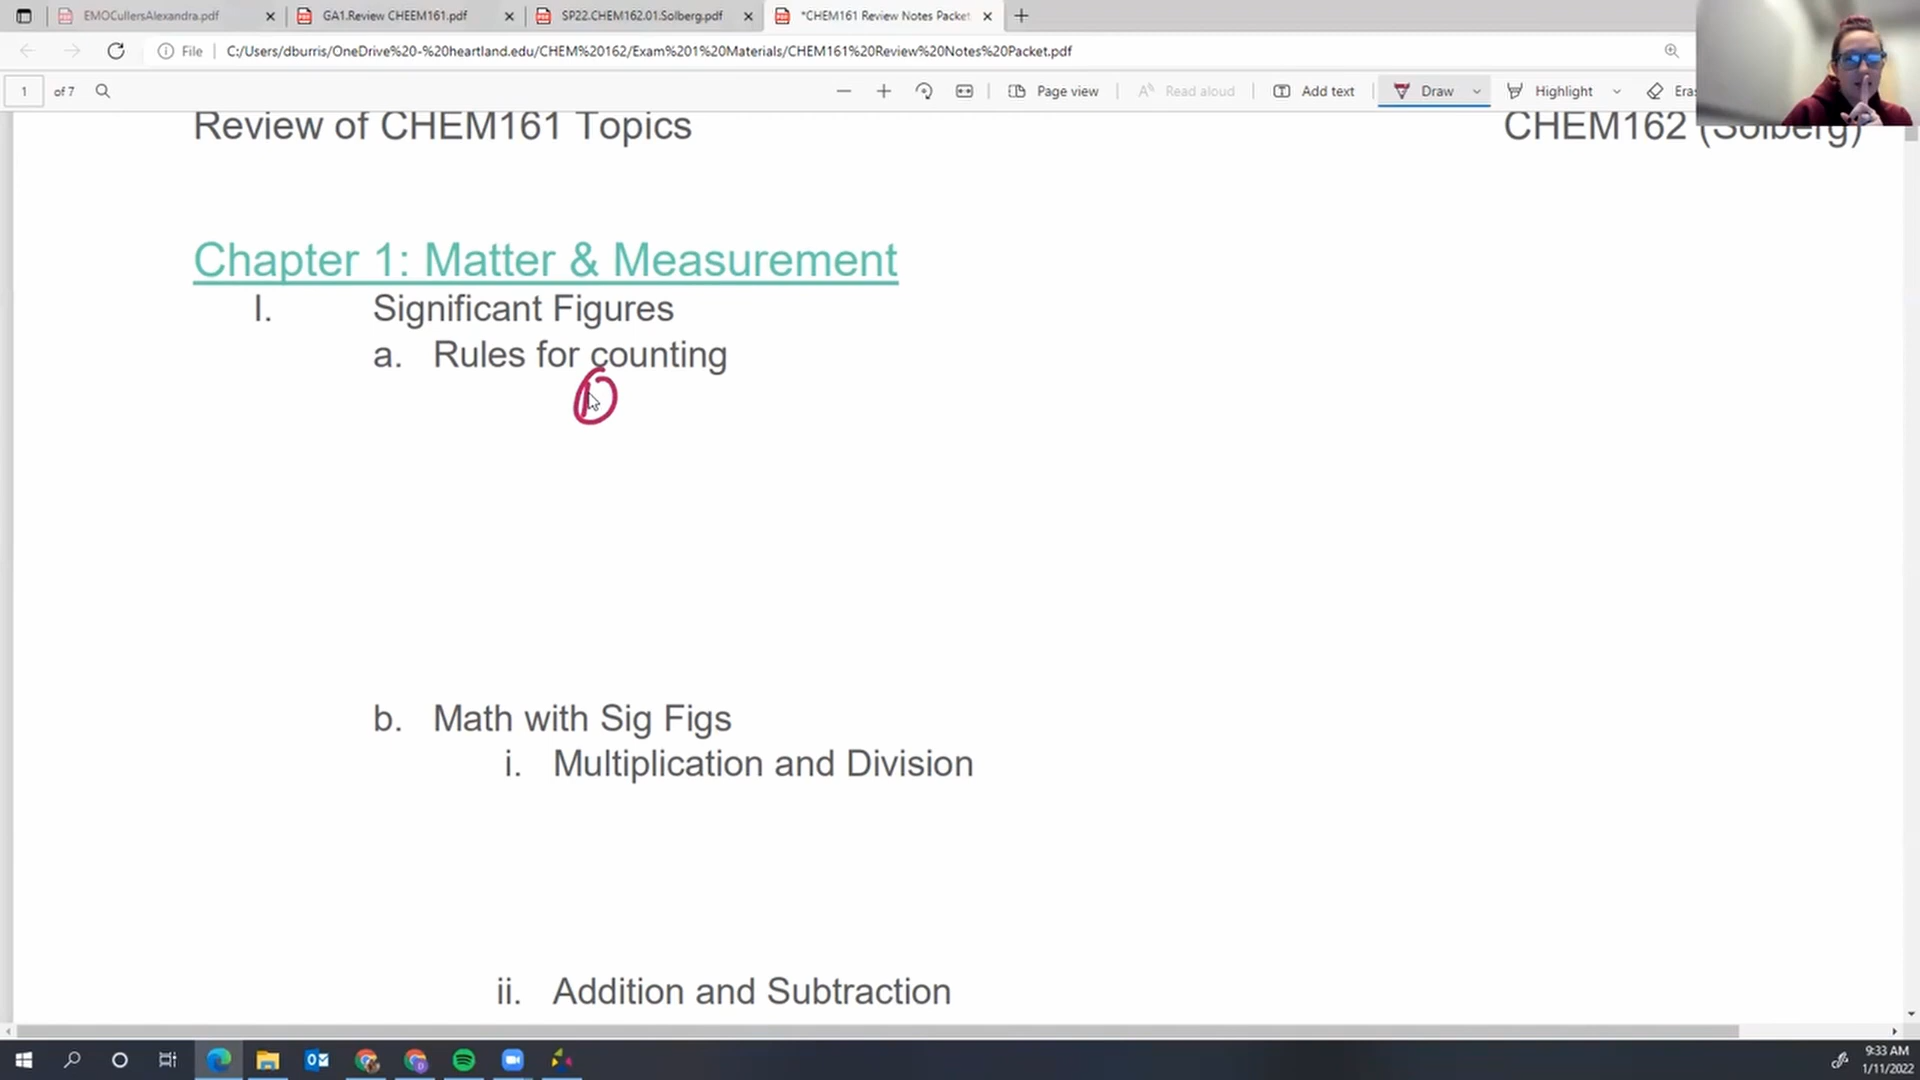 EMOCullersAlexandra.pdf
GA1.Review CHEEM161.pdf
SP22.CHEM162.01.Solberg.pdf
*CHEM161 Review Notes Packet
File
C:/Users/dburris/OneDrive%20-%20heartland.edu/CHEM%20162/Exam%201%20Materials/CHEM161%20Review%20Notes%20Packet.pdf
1 of 7
Page view
Read aloud
Add text
Draw
Highlight
Eras
Review of CHEM161 Topics
CHEM162 (Solberg)
Chapter 1: Matter & Measurement
I. Significant Figures
a. Rules for counting
b. Math with Sig Figs
i. Multiplication and Division
ii. Addition and Subtraction
9:33 AM
1/11/2022